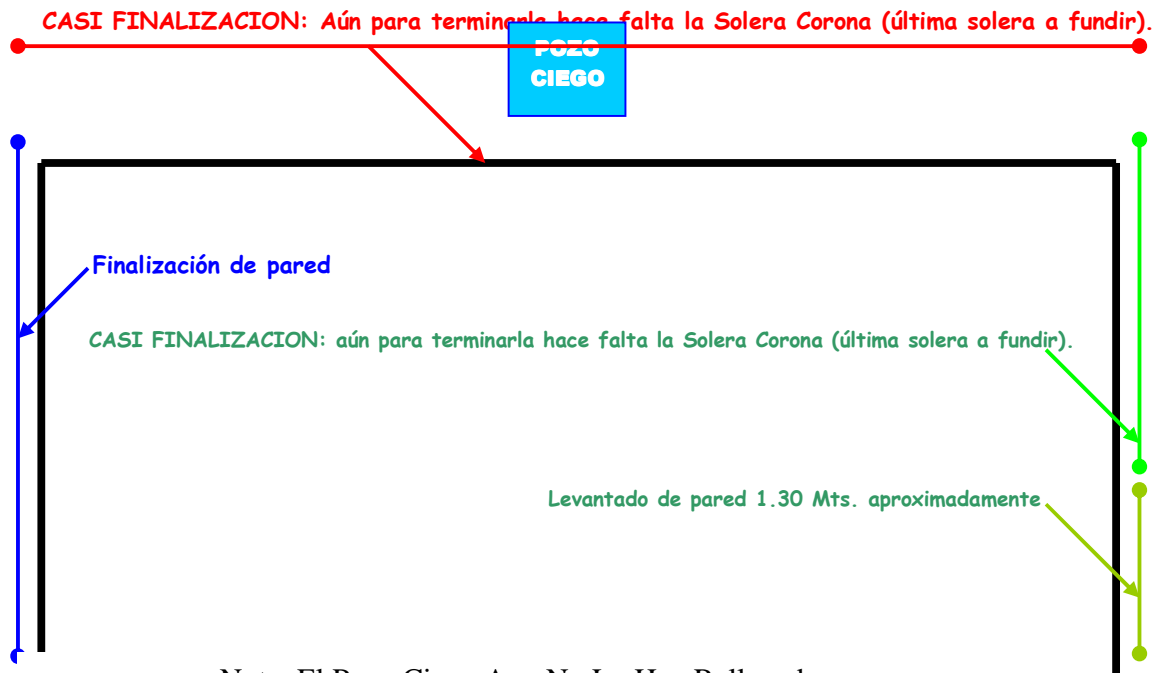 CASI FINALIZACION: Aún para terminarla hace falta la Solera Corona (última solera a fundir).
POZO
CIEGO
Finalización de pared
CASI FINALIZACION: aún para terminarla hace falta la Solera Corona (última solera a fundir).
Levantado de pared 1.30 Mts. aproximadamente